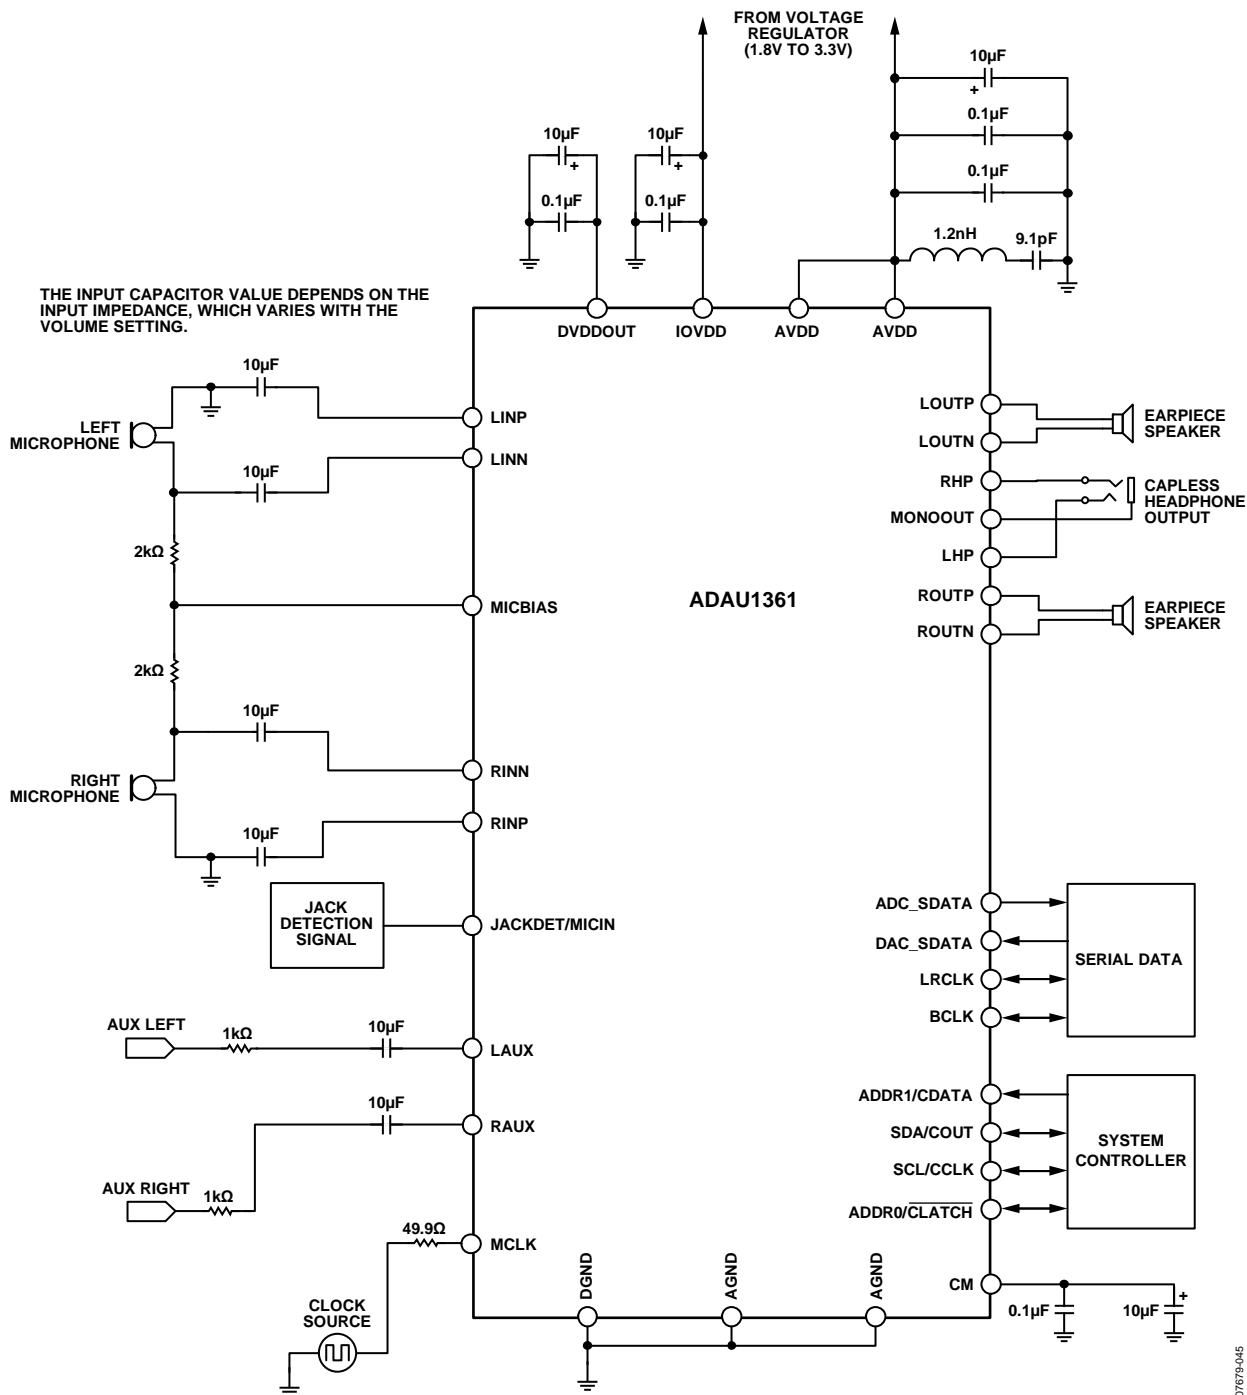 FROM VOLTAGE
REGULATOR
(1.8V TO 3.3V)
10µF
0.1µF
0.1µF
1.2nH
9.1pF
10µF
0.1µF
10µF
0.1µF
THE INPUT CAPACITOR VALUE DEPENDS ON THE
INPUT IMPEDANCE, WHICH VARIES WITH THE
VOLUME SETTING.
DVDDOUT
IOVDD
AVDD
AVDD
10µF
LINP
LEFT
MICROPHONE
LINN
10µF
2kΩ
MICBIAS
2kΩ
10µF
RINN
RIGHT
MICROPHONE
RINP
10µF
JACK
DETECTION
SIGNAL
JACKDET/MICIN
AUX LEFT
1kΩ
10µF
LAUX
10µF
RAUX
AUX RIGHT
1kΩ
49.9Ω
MCLK
CLOCK
SOURCE
ADAU1361
LOUTP
LOUTN
EARPIECE
SPEAKER
RHP
MONOOUT
LHP
CAPLESS
HEADPHONE
OUTPUT
ROUTP
ROUTN
EARPIECE
SPEAKER
ADC_SDATA
DAC_SDATA
LRCLK
BCLK
SERIAL DATA
ADDR1/CDATA
SDA/COUT
SCL/CCLK
ADDR0/CLATCH
SYSTEM
CONTROLLER
CM
0.1µF
10µF
DGND
AGND
AGND
07679-045